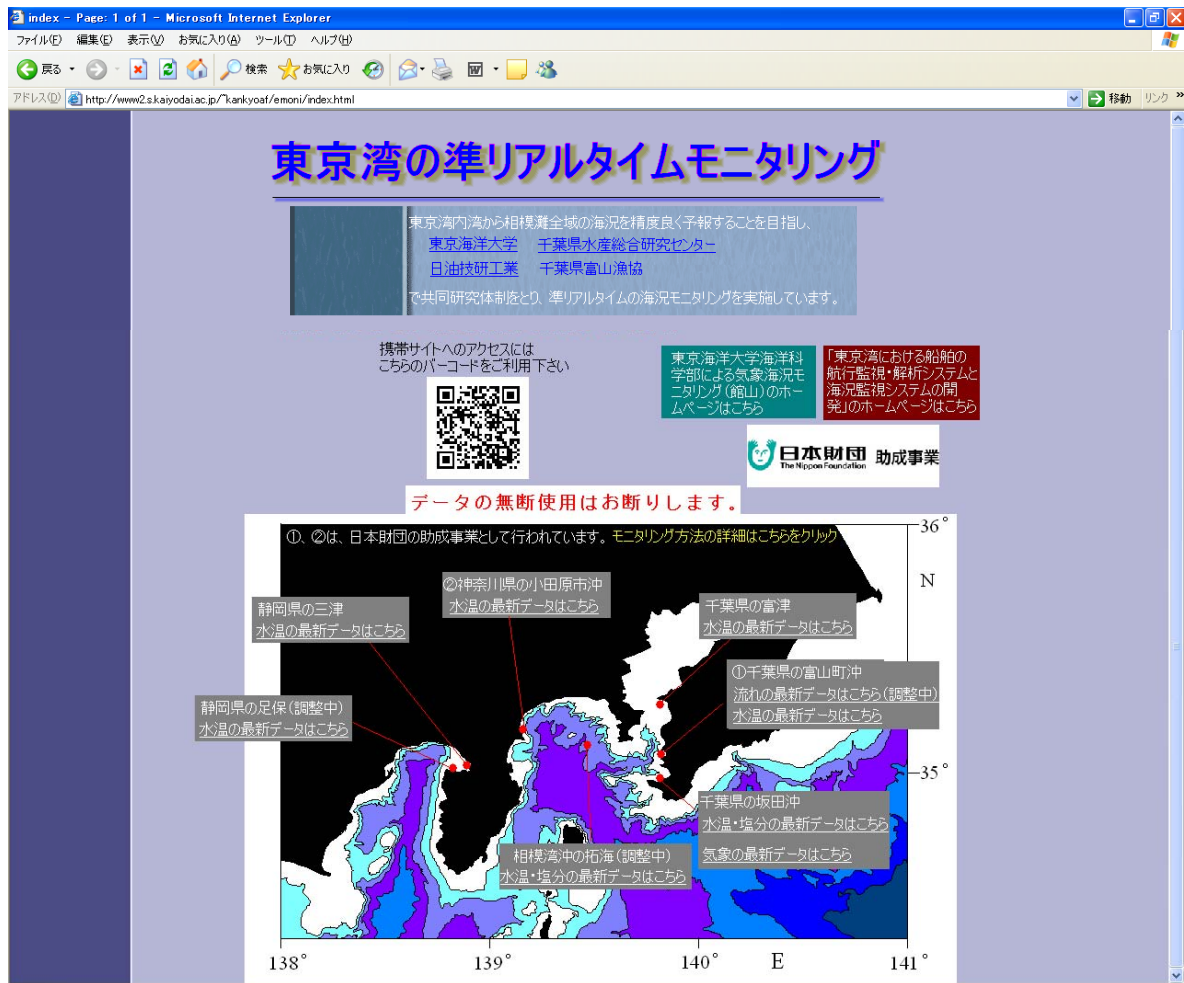 index - Page: 1 of 1 - Microsoft Internet Explorer
ファイル(F) 編集(E) 表示(V) お気に入り(A) ツール(T) ヘルプ(H)
戻る 検索 お気に入り
アドレス(D) http://www2.s.kaiyodai.ac.jp/~kankyoaf/emoni/index.html 移動 リンク »
東京湾の準リアルタイムモニタリング
東京湾内湾から相模灘全域の海況を精度良く予報することを目指し、
東京海洋大学 千葉県水産総合研究センター
日油技研工業 千葉県富山漁協
で共同研究体制をとり、準リアルタイムの海況モニタリングを実施しています。
携帯サイトへのアクセスには
こちらのバーコードをご利用下さい
東京海洋大学海洋科
学部による気象海況モ
ニタリング(館山)のホー
ムページはこちら
「東京湾における船舶の
航行監視・解析システムと
海況監視システムの開
発」のホームページはこちら
日本財団 助成事業
The Nippon Foundation
データの無断使用はお断りします。
①、②は、日本財団の助成事業として行われています。モニタリング方法の詳細はこちらをクリック
36°
N
②神奈川県の小田原市沖
水温の最新データはこちら
静岡県の三津
水温の最新データはこちら
千葉県の富津
水温の最新データはこちら
①千葉県の富山町沖
流れの最新データはこちら(調整中)
水温の最新データはこちら
静岡県の足保(調整中)
水温の最新データはこちら
35°
千葉県の坂田沖
水温・塩分の最新データはこちら
気象の最新データはこちら
相模湾沖の拓海(調整中)
水温・塩分の最新データはこちら
138° 139° 140° E 141°